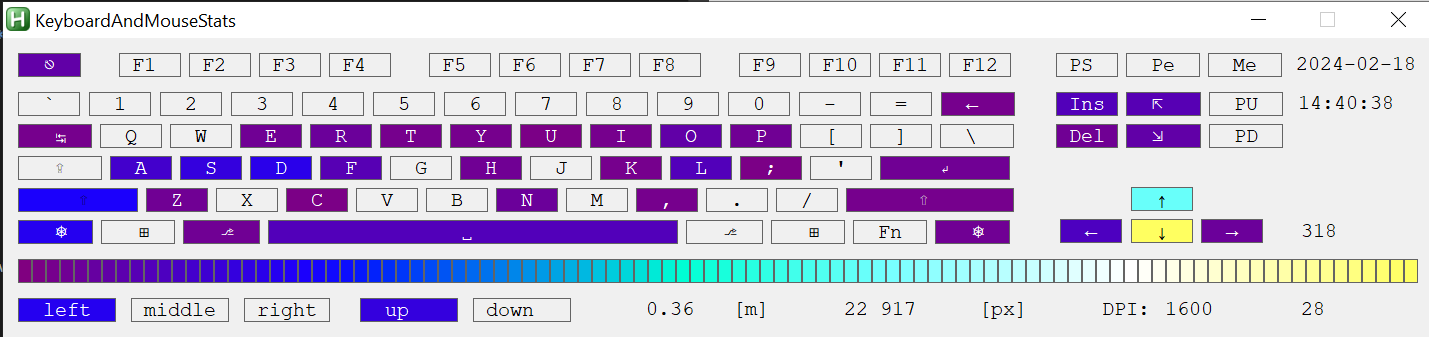 KeyboardAndMouseStats
⎋ F1 F2 F3 F4 F5 F6 F7 F8 F9 F10 F11 F12 PS Pe Me 2024-02-18
` 1 2 3 4 5 6 7 8 9 0 - = ← Ins ⇱ PU 14:40:38
↹ Q W E R T Y U I O P [ ] \ Del ⇲ PD
⇪ A S D F G H J K L ; ' ↲
⇧ Z X C V B N M , . / ⇧ ↑
❄ ⊞ ⎇ ␣ ⎇ ⊞ Fn ❄ ← ↓ → 318
left middle right up down 0.36 [m] 22 917 [px] DPI: 1600 28